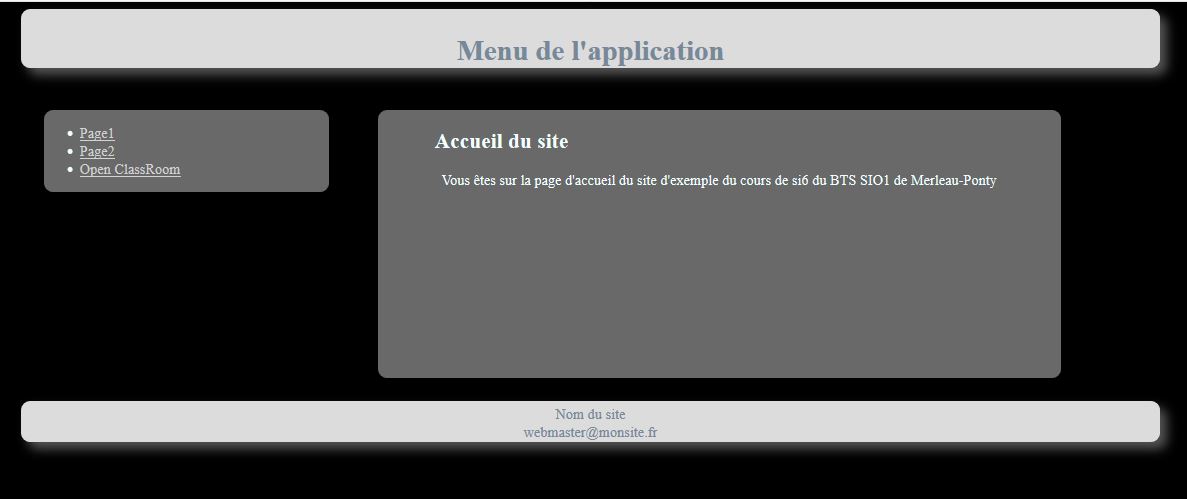 Menu de l'application
Page1
Page2
Open ClassRoom
Accueil du site
Vous êtes sur la page d'accueil du site d'exemple du cours de si6 du BTS SIO1 de Merleau-Ponty
Nom du site
webmaster@monsite.fr